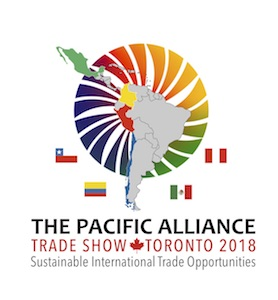 THE PACIFIC ALLIANCE
TRADE SHOW TORONTO 2018
Sustainable International Trade Opportunities